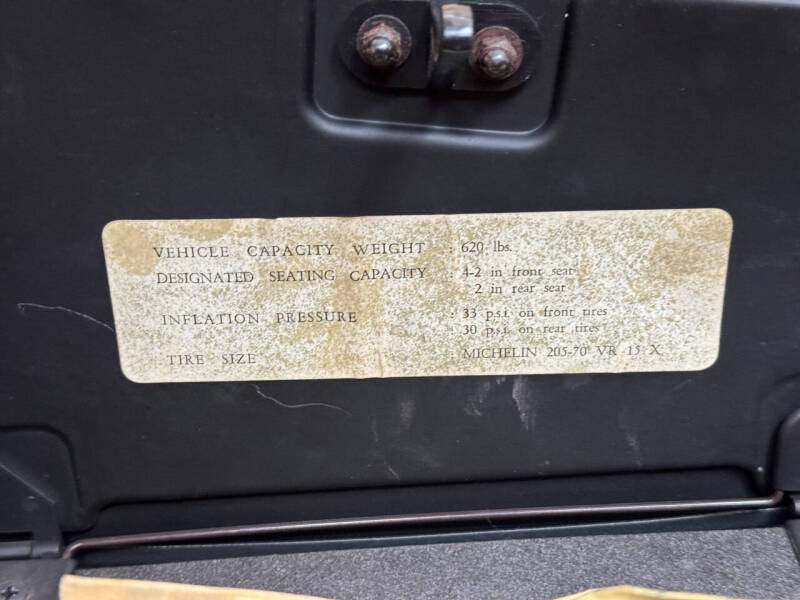 VEHICLE CAPACITY WEIGHT : 620 lbs.
DESIGNATED SEATING CAPACITY : 4-2 in front seat
2 in rear seat
INFLATION PRESSURE : 33 p.s.i. on front tires
30 p.s.i. on rear tires
TIRE SIZE : MICHELIN 205-70 VR 15 X